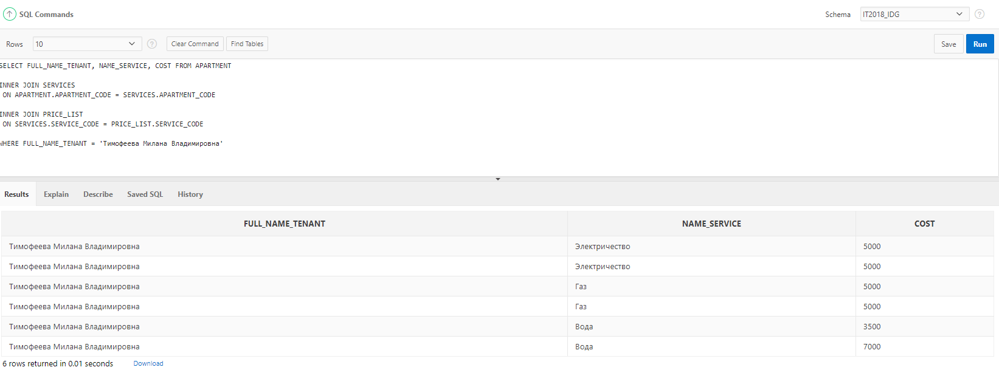 SQL Commands
Schema IT2018_IDG ?
Rows 10 ? Clear Command Find Tables Save Run
SELECT FULL_NAME_TENANT, NAME_SERVICE, COST FROM APARTMENT
INNER JOIN SERVICES
ON APARTMENT.APARTMENT_CODE = SERVICES.APARTMENT_CODE
INNER JOIN PRICE_LIST
ON SERVICES.SERVICE_CODE = PRICE_LIST.SERVICE_CODE
WHERE FULL_NAME_TENANT = 'Тимофеева Милана Владимировна'
Results Explain Describe Saved SQL History
FULL_NAME_TENANT NAME_SERVICE COST
Тимофеева Милана Владимировна Электричество 5000
Тимофеева Милана Владимировна Электричество 5000
Тимофеева Милана Владимировна Газ 5000
Тимофеева Милана Владимировна Газ 5000
Тимофеева Милана Владимировна Вода 3500
Тимофеева Милана Владимировна Вода 7000
6 rows returned in 0.01 seconds Download